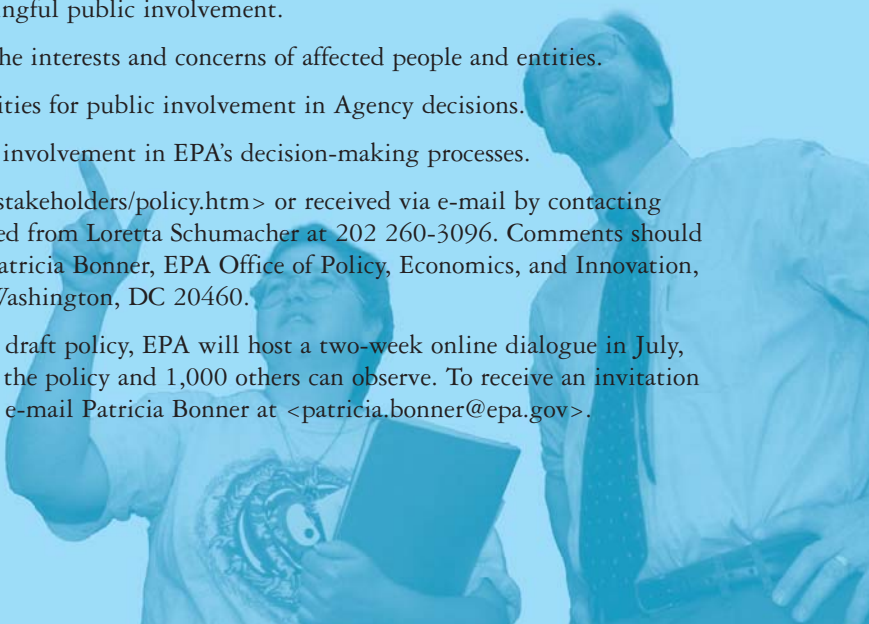 ingful public involvement.
he interests and concerns of affected people and entities.
ities for public involvement in Agency decisions.
involvement in EPA's decision-making processes.
stakeholders/policy.htm> or received via e-mail by contacting
ed from Loretta Schumacher at 202 260-3096. Comments should
atricia Bonner, EPA Office of Policy, Economics, and Innovation,
Washington, DC 20460.
draft policy, EPA will host a two-week online dialogue in July,
the policy and 1,000 others can observe. To receive an invitation
e-mail Patricia Bonner at <patricia.bonner@epa.gov>.